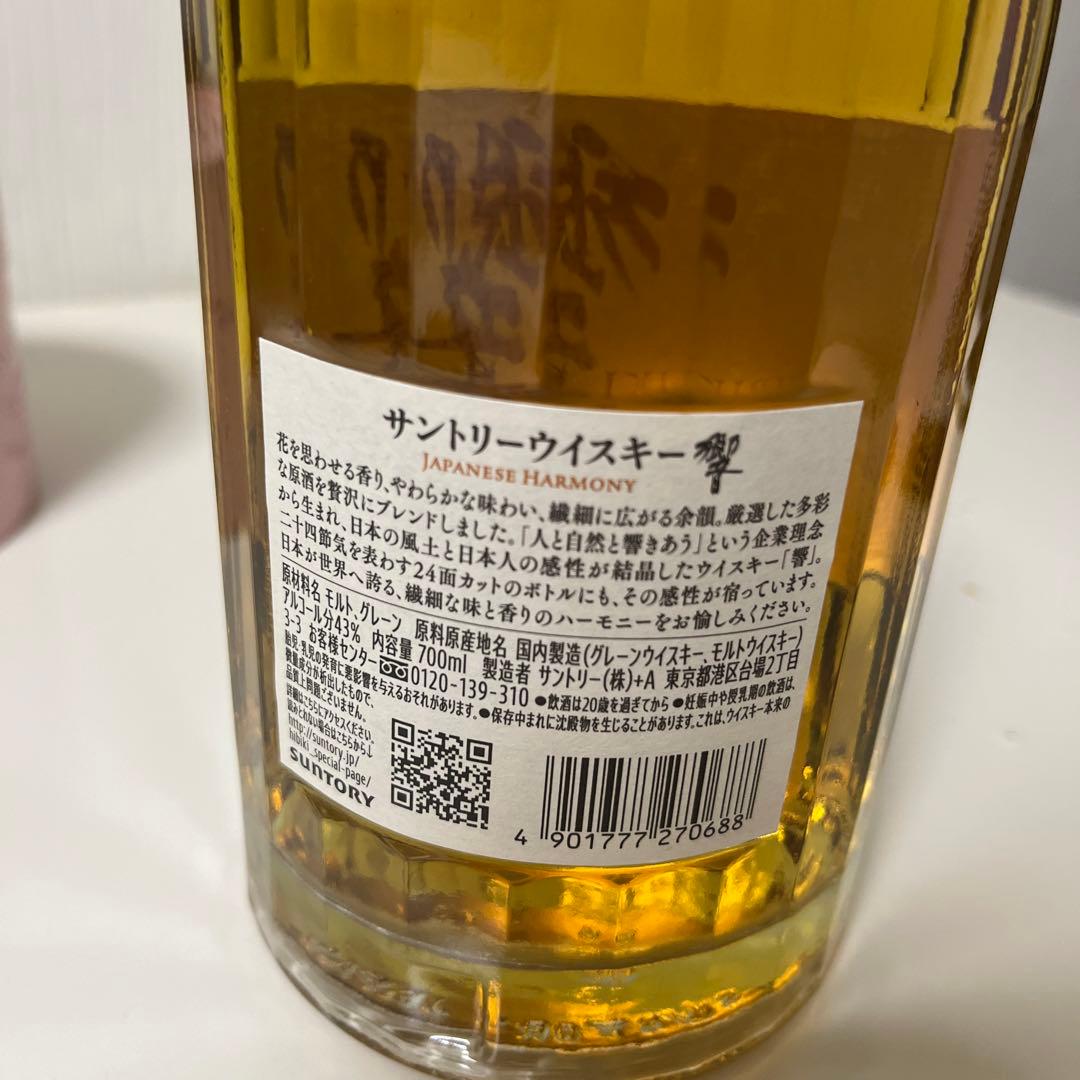 サントリーウイスキー 響
JAPANESE HARMONY
花を思わせる香り、やわらかな味わい、繊細に広がる余韻。厳選した多彩
な原酒を贅沢にブレンドしました。「人と自然と響きあう」という企業理念
から生まれ、日本の風土と日本人の感性が結晶したウイスキー「響」。
二十四節気を表わす24面カットのボトルにも、その感性が宿っています。
日本が世界へ誇る、繊細な味と香りのハーモニーをお愉しみください。
原材料名 モルト、グレーン 原料原産地名 国内製造(グレーンウイスキー、モルトウイスキー)
アルコール分43% 内容量 700ml 製造者 サントリー(株)+A 東京都港区台場2丁目
3-3 お客様センター 0120-139-310 ●飲酒は20歳を過ぎてから ●妊娠中や授乳期の飲酒は、
胎児・乳児の発育に悪影響を与えるおそれがあります。●保存中まれに沈殿物を生じることがあります。これは、ウイスキー本来の
微量成分が析出したもので、
品質上問題ございません。
詳細はこちらにアクセスください。
読みとれない場合はこちらから↓
http://suntory.jp/
hibiki_special-page/
SUNTORY
4 901777 270688